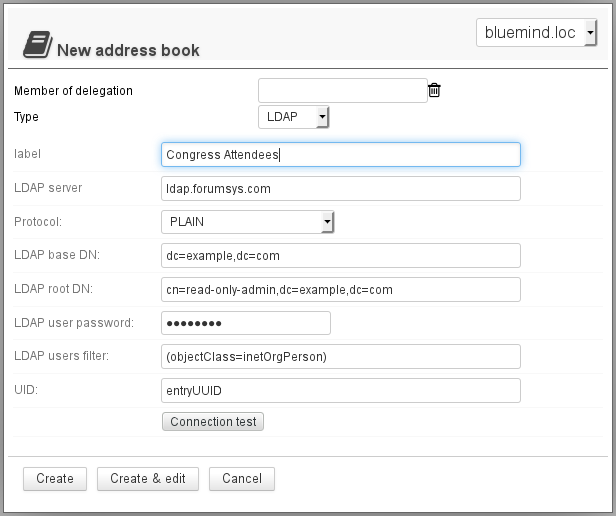 bluemind.loc
New address book
Member of delegation
Type LDAP
label Congress Attendees
LDAP server ldap.forumsys.com
Protocol: PLAIN
LDAP base DN: dc=example,dc=com
LDAP root DN: cn=read-only-admin,dc=example,dc=com
LDAP user password: ●●●●●●●●
LDAP users filter: (objectClass=inetOrgPerson)
UID: entryUUID
Connection test
Create Create & edit Cancel